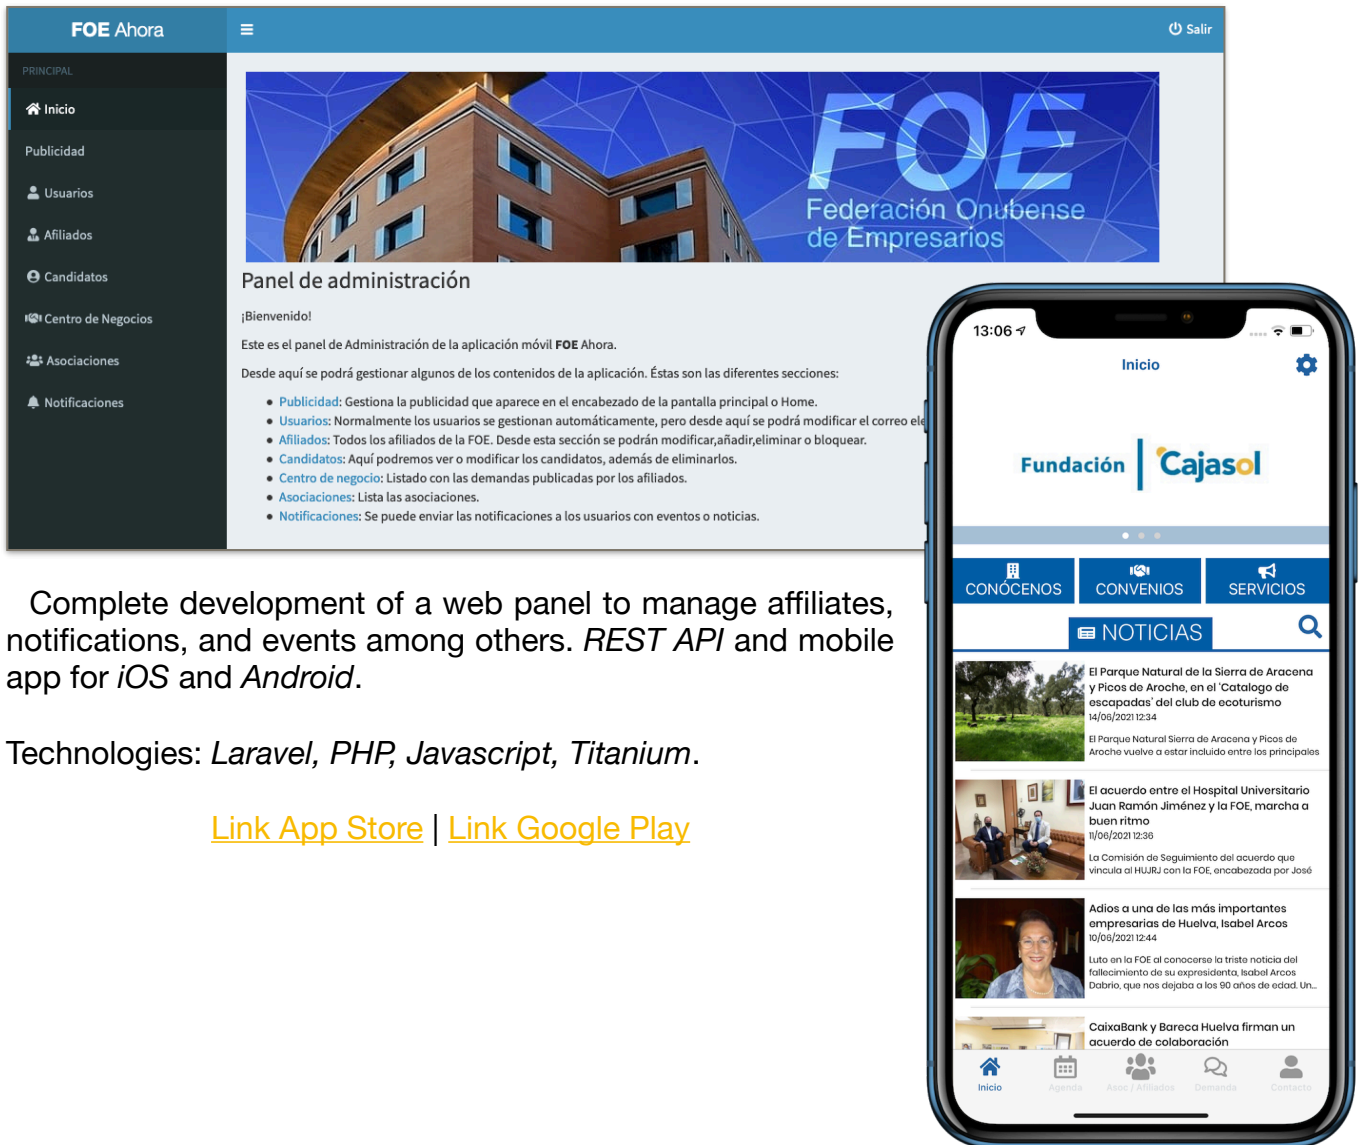 FOE Ahora
Salir
PRINCIPAL
Inicio
Publicidad
Usuarios
Afiliados
Candidatos
Centro de Negocios
Asociaciones
Notificaciones
FOE
Federación Onubense
de Empresarios
Panel de administración
¡Bienvenido!
Este es el panel de Administración de la aplicación móvil FOE Ahora.
Desde aquí se podrá gestionar algunos de los contenidos de la aplicación. Éstas son las diferentes secciones:
• Publicidad: Gestiona la publicidad que aparece en el encabezado de la pantalla principal o Home.
• Usuarios: Normalmente los usuarios se gestionan automáticamente, pero desde aquí se podrá modificar el correo ele
• Afiliados: Todos los afiliados de la FOE. Desde esta sección se podrán modificar,añadir,eliminar o bloquear.
• Candidatos: Aquí podremos ver o modificar los candidatos, además de eliminarlos.
• Centro de negocio: Listado con las demandas publicadas por los afiliados.
• Asociaciones: Lista las asociaciones.
• Notificaciones: Se puede enviar las notificaciones a los usuarios con eventos o noticias.
Complete development of a web panel to manage affiliates,
notifications, and events among others. REST API and mobile
app for iOS and Android.
Technologies: Laravel, PHP, Javascript, Titanium.
Link App Store | Link Google Play
13:06
Inicio
Fundación | Cajasol
CONÓCENOS
CONVENIOS
SERVICIOS
NOTICIAS
El Parque Natural de la Sierra de Aracena
y Picos de Aroche, en el 'Catalogo de
escapadas' del club de ecoturismo
14/06/2021 12:34
El Parque Natural Sierra de Aracena y Picos de
Aroche vuelve a estar incluido entre los principales
El acuerdo entre el Hospital Universitario
Juan Ramón Jiménez y la FOE, marcha a
buen ritmo
11/06/2021 12:36
La Comisión de Seguimiento del acuerdo que
vincula al HUJRJ con la FOE, encabezada por José
Adios a una de las más importantes
empresarias de Huelva, Isabel Arcos
10/06/2021 12:44
Luto en la FOE al conocerse la triste noticia del
fallecimiento de su expresidenta, Isabel Arcos
Dabrio, que nos dejaba a los 90 años de edad. Un...
CaixaBank y Bareca Huelva firman un
acuerdo de colaboración
Inicio
Agenda
Asoc / Afiliados
Demanda
Contacto